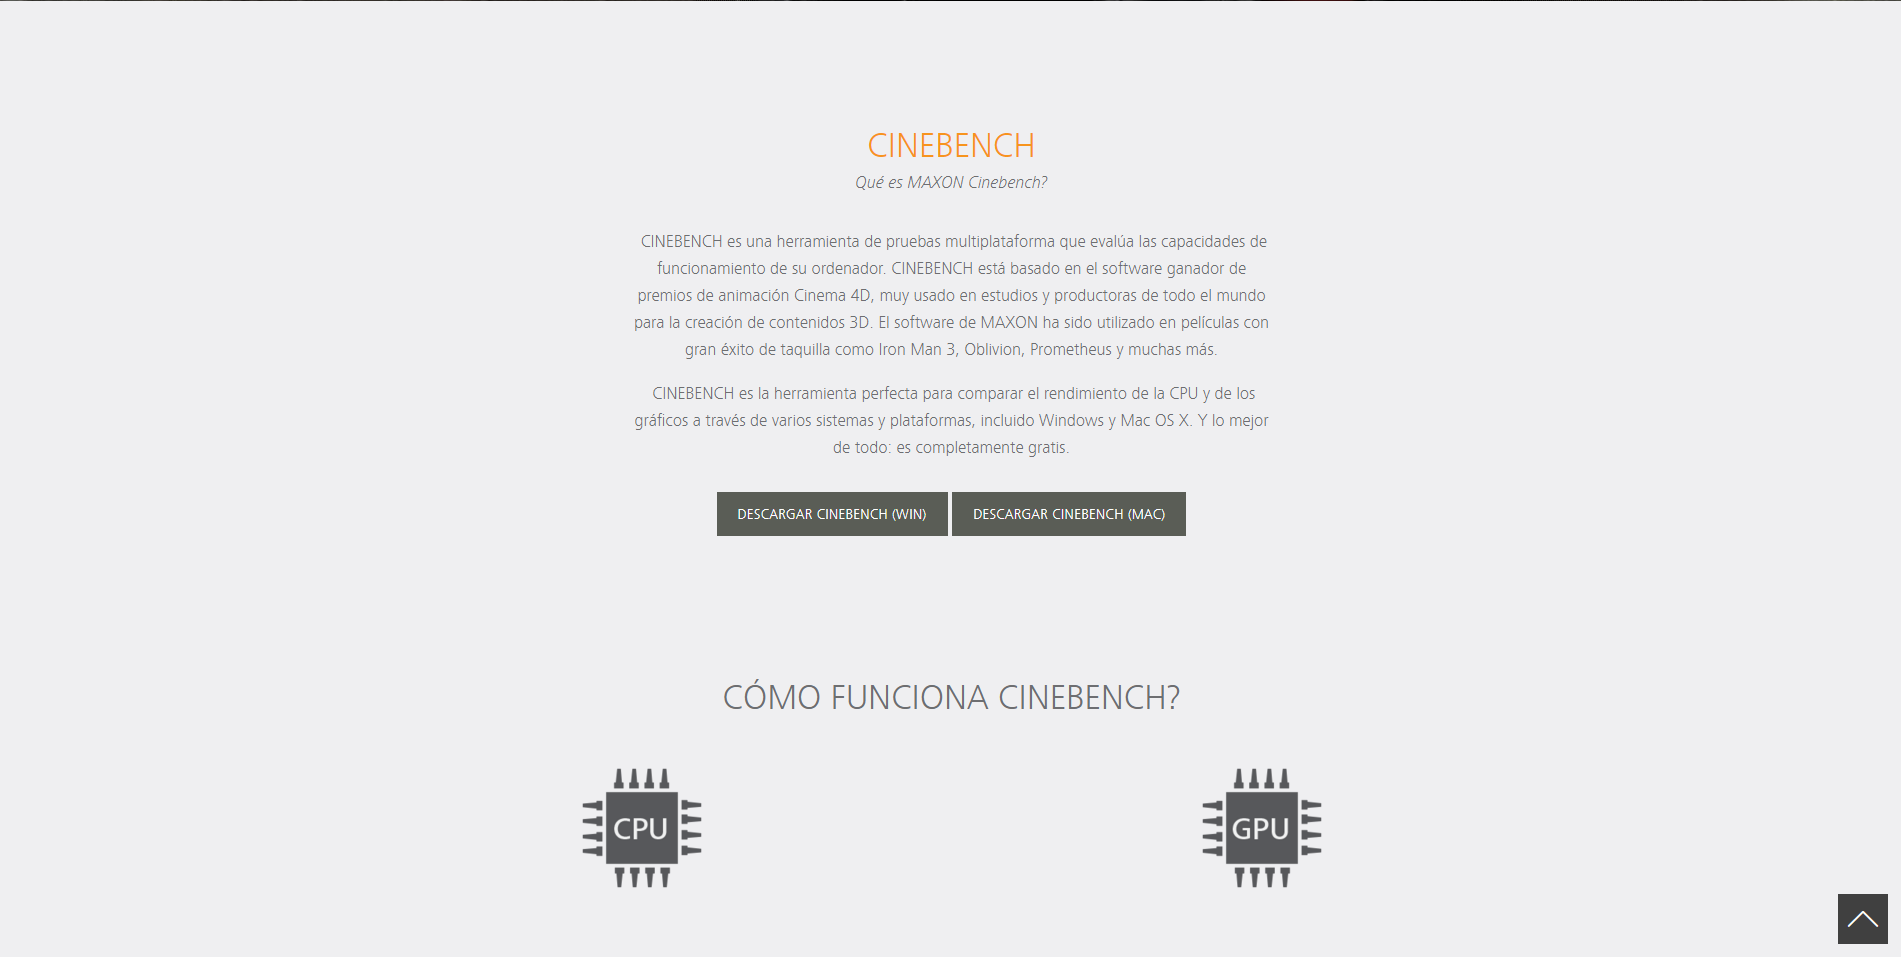 CINEBENCH
Qué es MAXON Cinebench?
CINEBENCH es una herramienta de pruebas multiplataforma que evalúa las capacidades de
funcionamiento de su ordenador. CINEBENCH está basado en el software ganador de
premios de animación Cinema 4D, muy usado en estudios y productoras de todo el mundo
para la creación de contenidos 3D. El software de MAXON ha sido utilizado en películas con
gran éxito de taquilla como Iron Man 3, Oblivion, Prometheus y muchas más.
CINEBENCH es la herramienta perfecta para comparar el rendimiento de la CPU y de los
gráficos a través de varios sistemas y plataformas, incluido Windows y Mac OS X. Y lo mejor
de todo: es completamente gratis.
DESCARGAR CINEBENCH (WIN) DESCARGAR CINEBENCH (MAC)
CÓMO FUNCIONA CINEBENCH?
CPU GPU